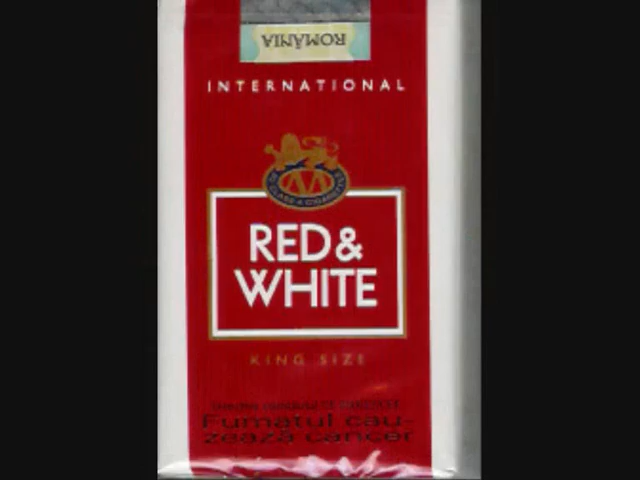 ROMÂNIA
INTERNATIONAL
RED &
WHITE
KING SIZE
Fumatul cau-
zează cancer